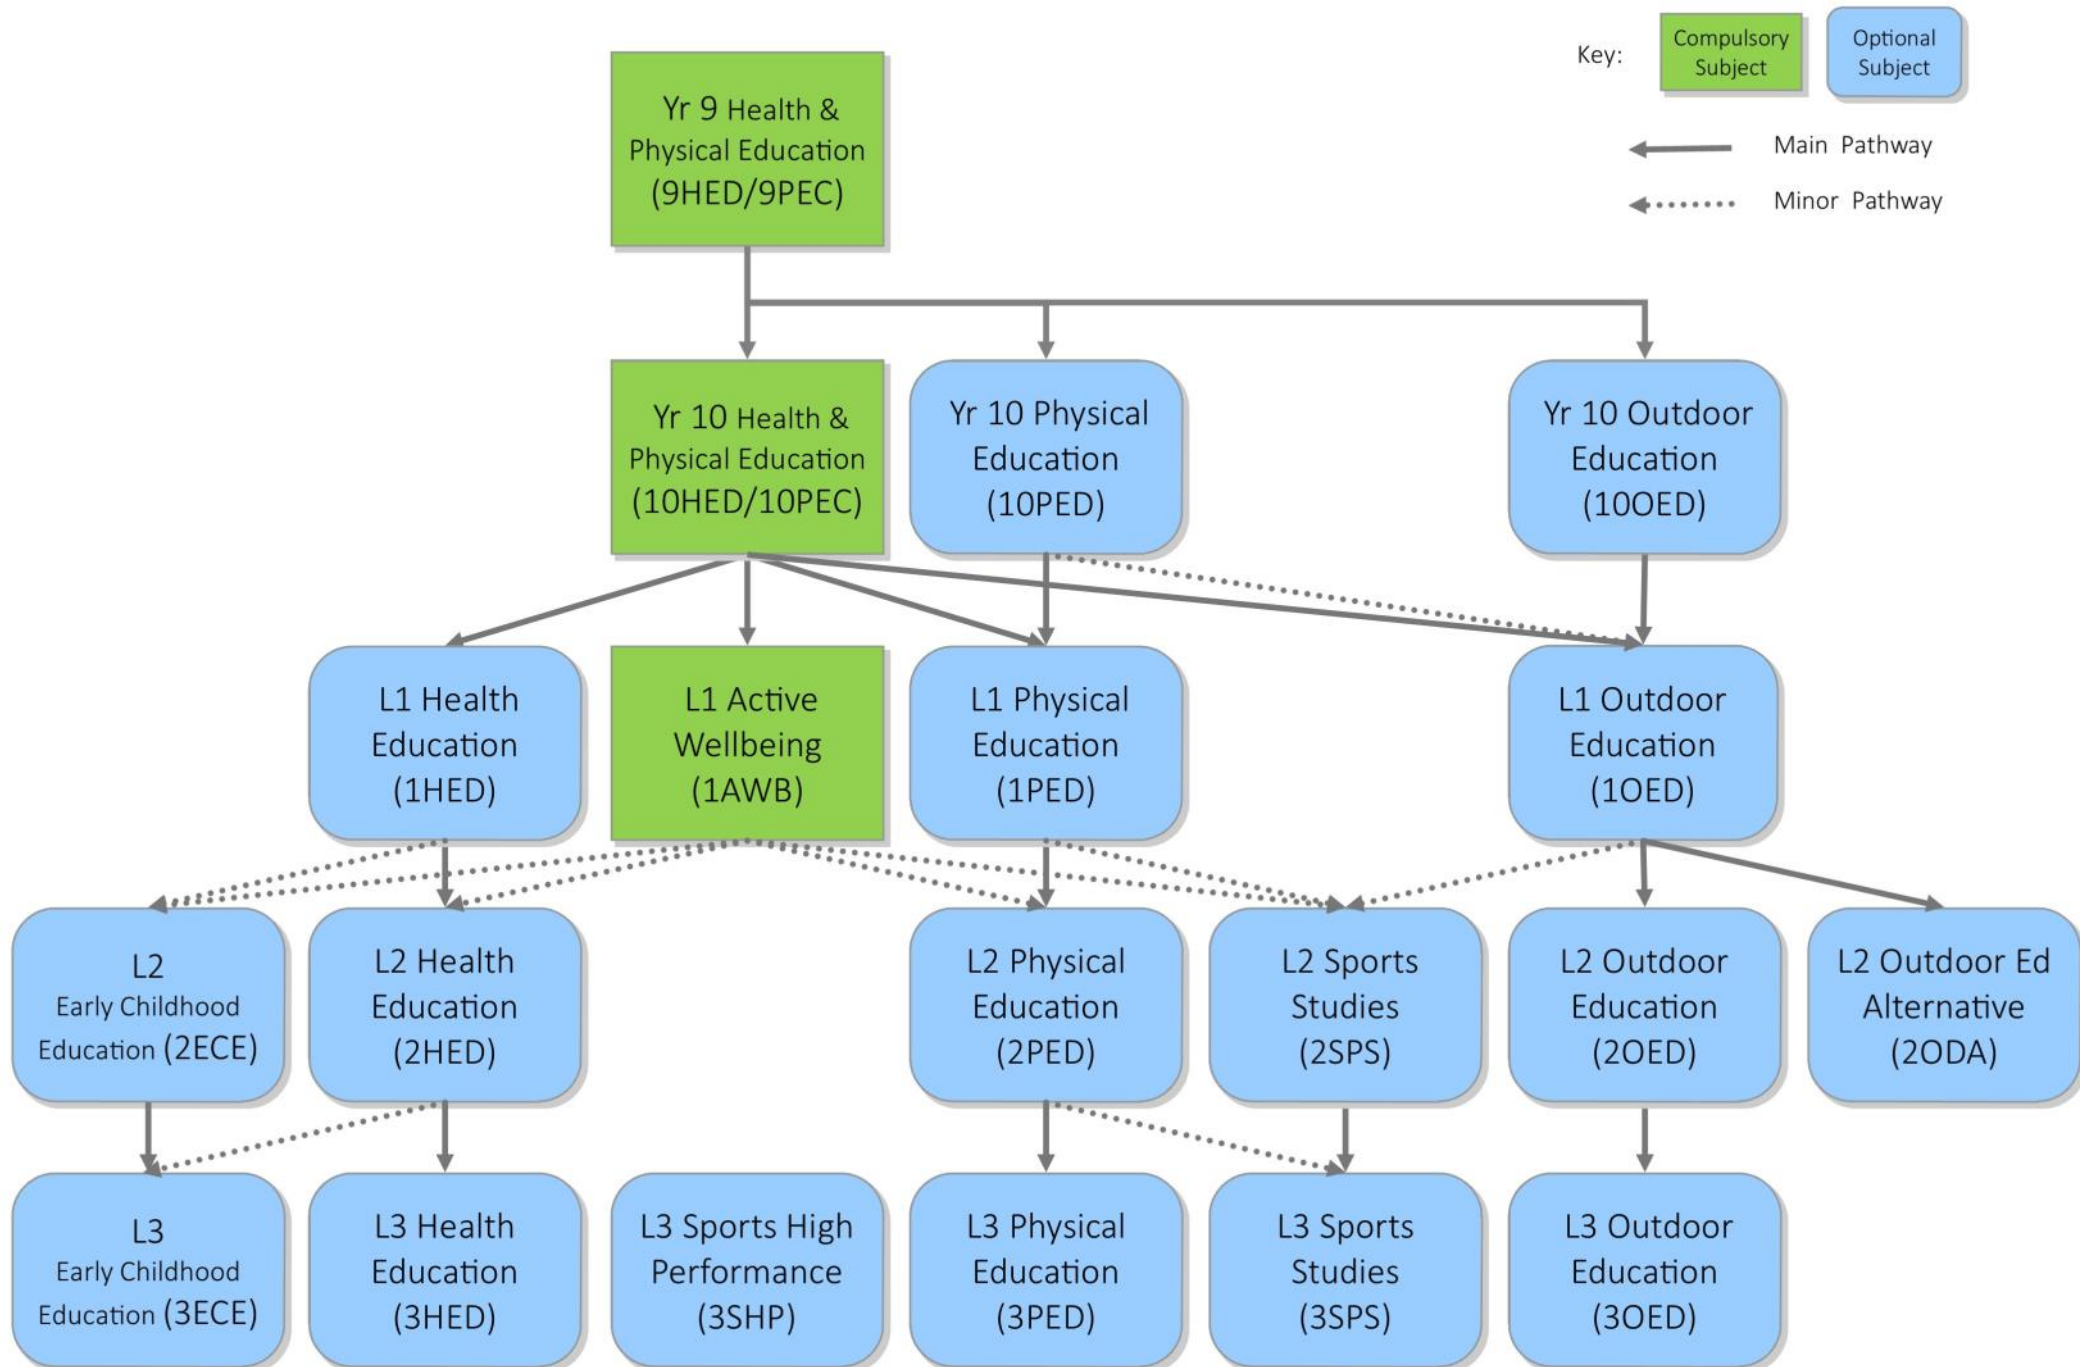 Key:
Compulsory
Subject
Optional
Subject
Main Pathway
Minor Pathway
Yr 9 Health &
Physical Education
(9HED/9PEC)
Yr 10 Health &
Physical Education
(10HED/10PEC)
Yr 10 Physical
Education
(10PED)
Yr 10 Outdoor
Education
(10OED)
L1 Health
Education
(1HED)
L1 Active
Wellbeing
(1AWB)
L1 Physical
Education
(1PED)
L1 Outdoor
Education
(1OED)
L2
Early Childhood
Education (2ECE)
L2 Health
Education
(2HED)
L2 Physical
Education
(2PED)
L2 Sports
Studies
(2SPS)
L2 Outdoor
Education
(2OED)
L2 Outdoor Ed
Alternative
(2ODA)
L3
Early Childhood
Education (3ECE)
L3 Health
Education
(3HED)
L3 Sports High
Performance
(3SHP)
L3 Physical
Education
(3PED)
L3 Sports
Studies
(3SPS)
L3 Outdoor
Education
(3OED)